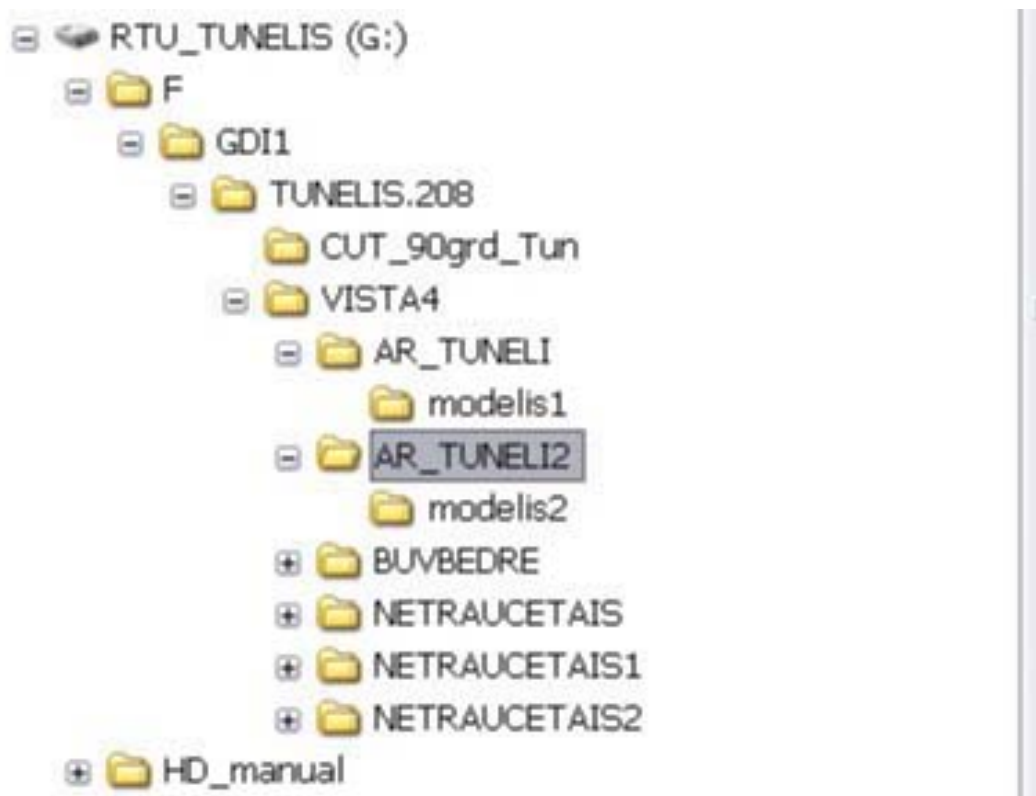 RTU_TUNELIS (G:)
F
GDI1
TUNELIS.208
CUT_90grd_Tun
VISTA4
AR_TUNELI
modelis1
AR_TUNELI2
modelis2
BUVBEDRE
NETRAUCETAIS
NETRAUCETAIS1
NETRAUCETAIS2
HD_manual